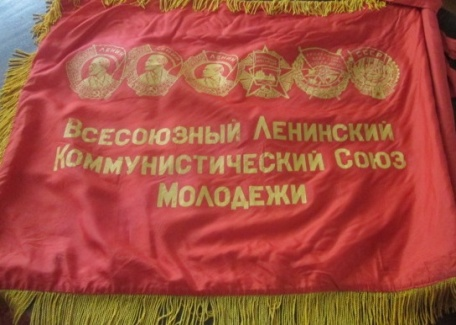 Всесоюзный Ленинский
Коммунистический Союз
Молодежи